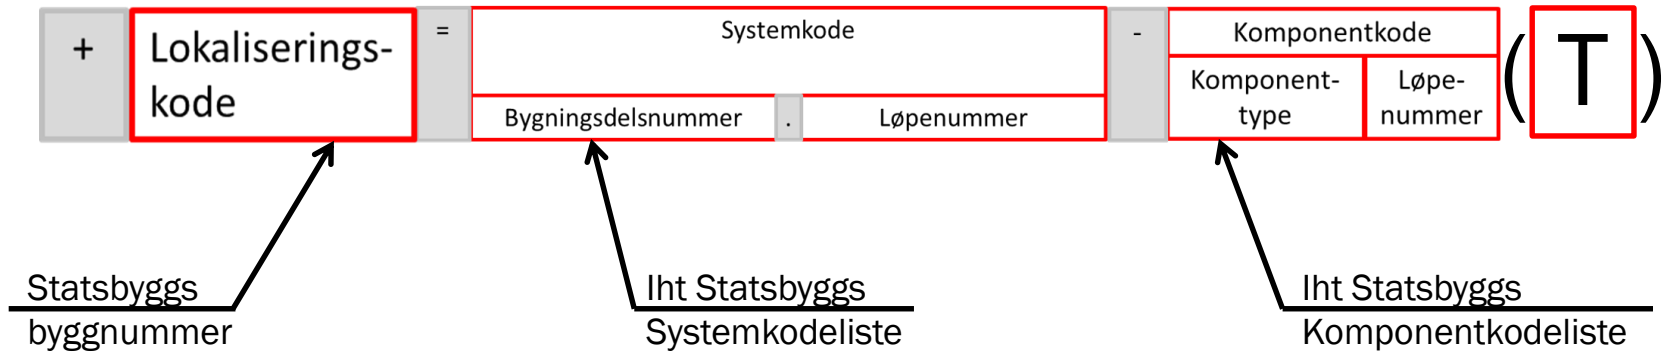 +
Lokaliserings-
kode
=
Systemkode
Bygningsdelsnummer . Løpenummer
-
Komponentkode
Komponent-
type
Løpe-
nummer
(T)
Statsbyggs
byggnummer
Iht Statsbyggs
Systemkodeliste
Iht Statsbyggs
Komponentkodeliste